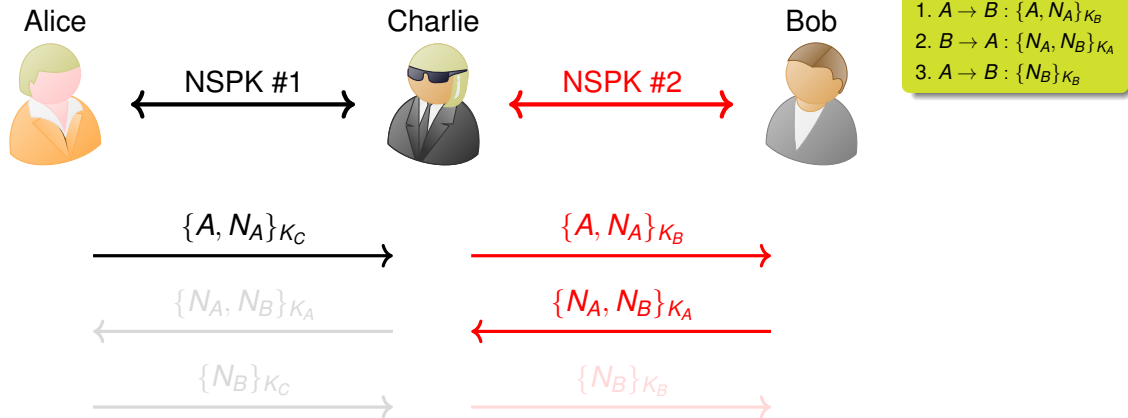 Alice Charlie Bob
1. A → B : {A, N_A}_{K_B}
2. B → A : {N_A, N_B}_{K_A}
3. A → B : {N_B}_{K_B}
NSPK #1 NSPK #2
{A, N_A}_{K_C} {A, N_A}_{K_B}
{N_A, N_B}_{K_A} {N_A, N_B}_{K_A}
{N_B}_{K_C} {N_B}_{K_B}